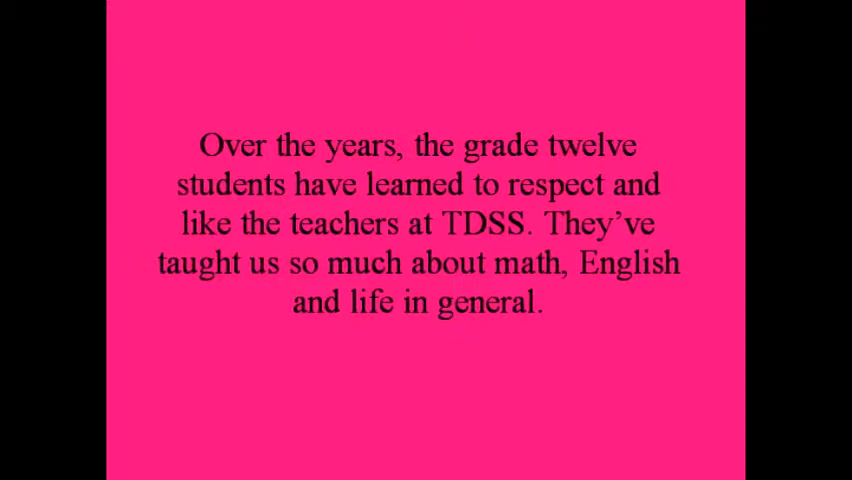 Over the years, the grade twelve
students have learned to respect and
like the teachers at TDSS. They’ve
taught us so much about math, English
and life in general.